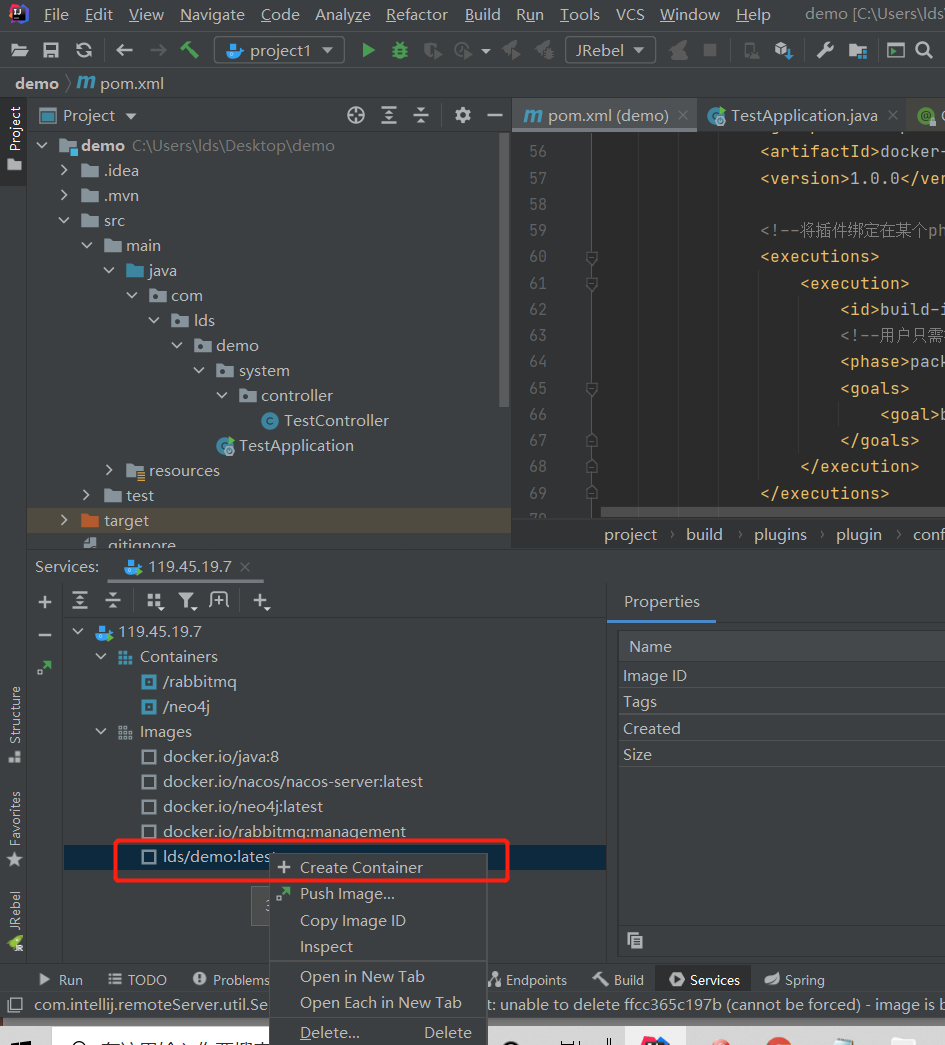 File Edit View Navigate Code Analyze Refactor Build Run Tools VCS Window Help demo [C:\Users\lds\
project1 JRebel
demo pom.xml
Project
demo C:\Users\lds\Desktop\demo
.idea
.mvn
src
main
java
com
lds
demo
system
controller
TestController
TestApplication
resources
test
target
.gitignore
pom.xml (demo) TestApplication.java
56 <artifactId>docker-
57 <version>1.0.0</ver
58
59 <!--将插件绑定在某个ph
60 <executions>
61 <execution>
62 <id>build-i
63 <!--用户只需
64 <phase>pack
65 <goals>
66 <goal>b
67 </goals>
68 </execution>
69 </executions>
70
project build plugins plugin conf
Project
Structure
Favorites
JRebel
Services: 119.45.19.7
119.45.19.7
Containers
/rabbitmq
/neo4j
Images
docker.io/java:8
docker.io/nacos/nacos-server:latest
docker.io/neo4j:latest
docker.io/rabbitmq:management
lds/demo:latest
Create Container
Push Image...
Copy Image ID
Inspect
Open in New Tab
Open Each in New Tab
Delete... Delete
Properties
Name
Image ID
Tags
Created
Size
Run TODO Problems Endpoints Build Services Spring
com.intellij.remoteServer.util.Se t: unable to delete ffcc365c197b (cannot be forced) - image is b